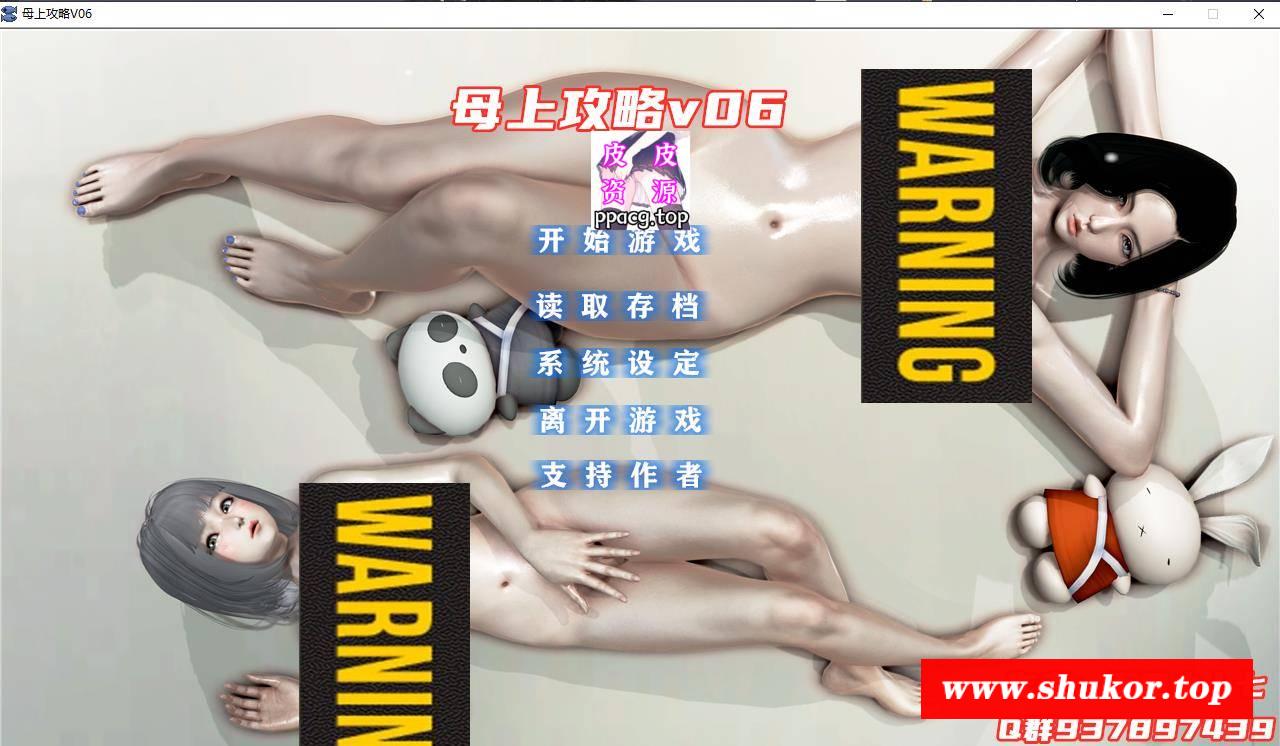 母上攻略V06
母上攻略v06
皮 皮
资 源
ppacg.top
开始游戏
读取存档
系统设定
离开游戏
支持作者
WARNING
WARNIN
www.shukor.top
Q群937897439